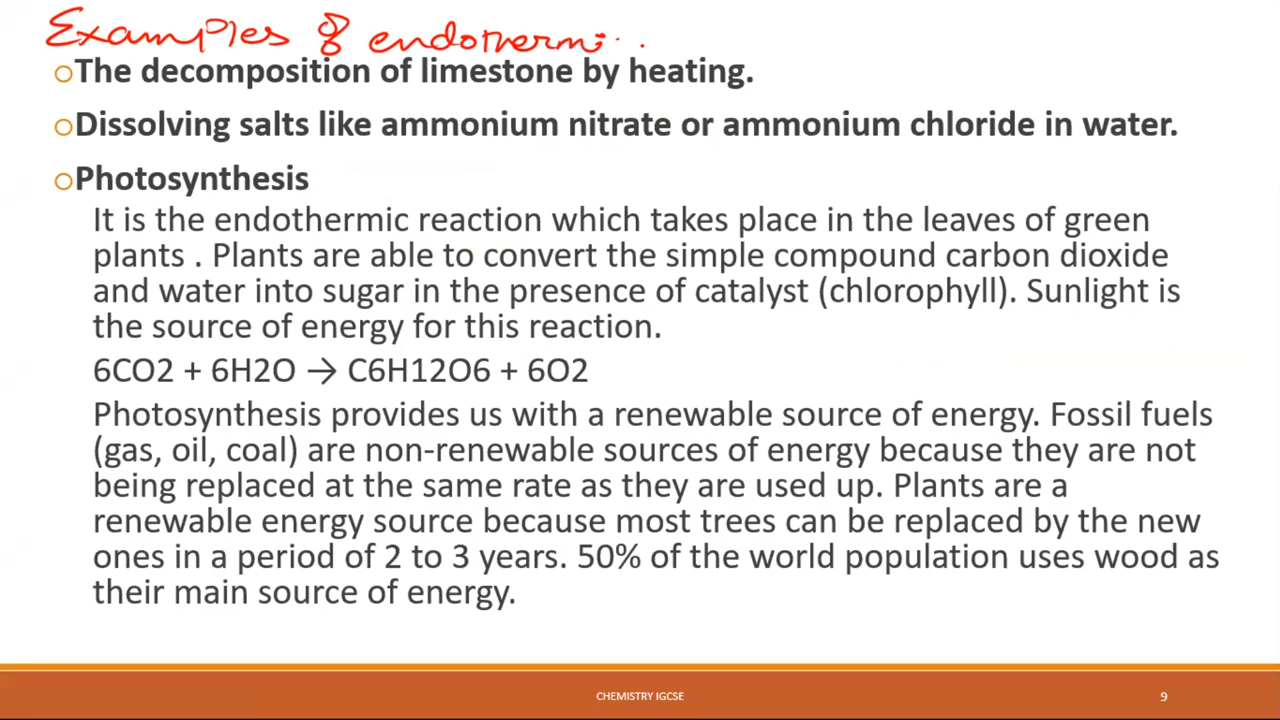 Examples of endothermi...
The decomposition of limestone by heating.
Dissolving salts like ammonium nitrate or ammonium chloride in water.
Photosynthesis
It is the endothermic reaction which takes place in the leaves of green
plants . Plants are able to convert the simple compound carbon dioxide
and water into sugar in the presence of catalyst (chlorophyll). Sunlight is
the source of energy for this reaction.
6CO2 + 6H2O → C6H12O6 + 6O2
Photosynthesis provides us with a renewable source of energy. Fossil fuels
(gas, oil, coal) are non-renewable sources of energy because they are not
being replaced at the same rate as they are used up. Plants are a
renewable energy source because most trees can be replaced by the new
ones in a period of 2 to 3 years. 50% of the world population uses wood as
their main source of energy.
CHEMISTRY IGCSE
9